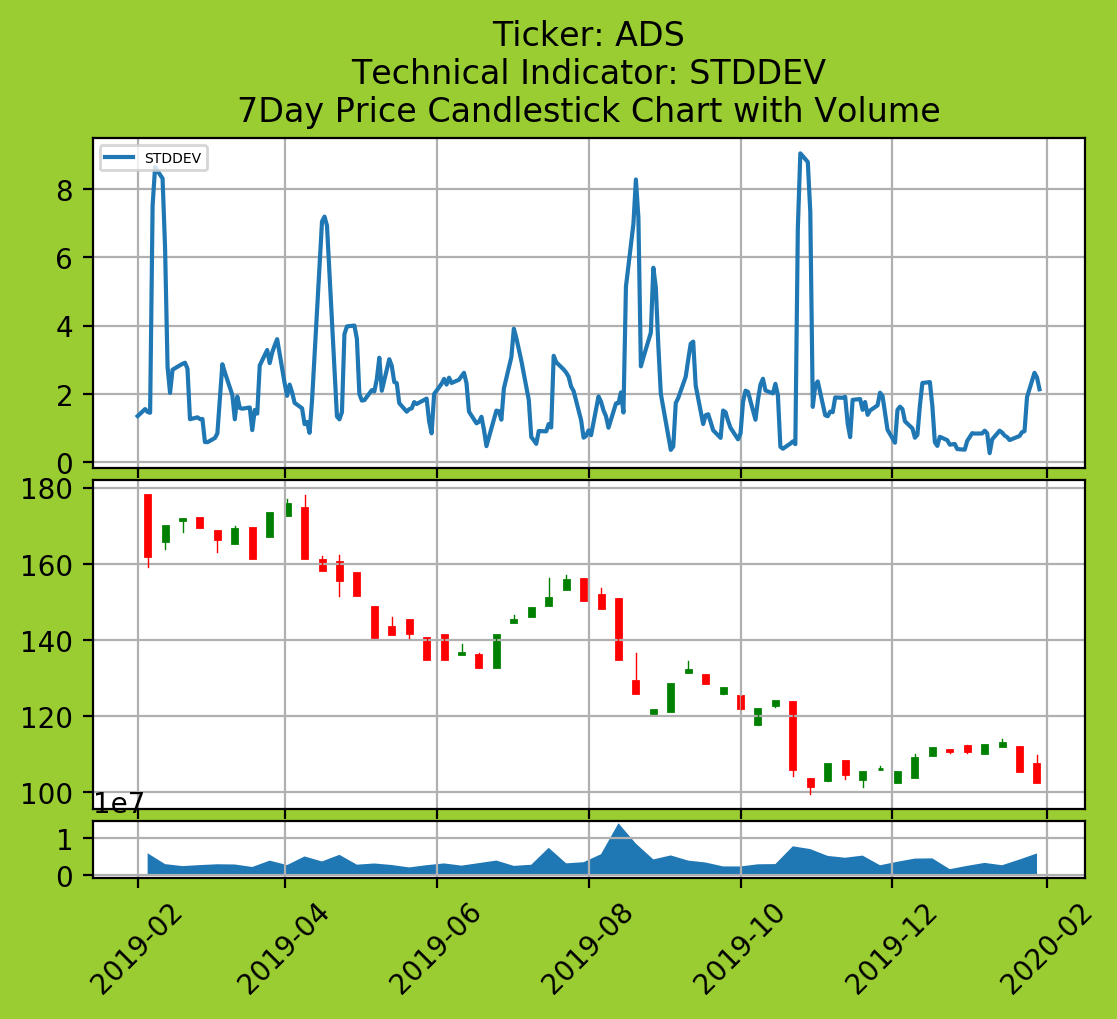 Ticker: ADS
Technical Indicator: STDDEV
7Day Price Candlestick Chart with Volume
STDDEV
8
6
4
2
0
180
160
140
120
100
1e7
1
0
2019-02 2019-04 2019-06 2019-08 2019-10 2019-12 2020-02